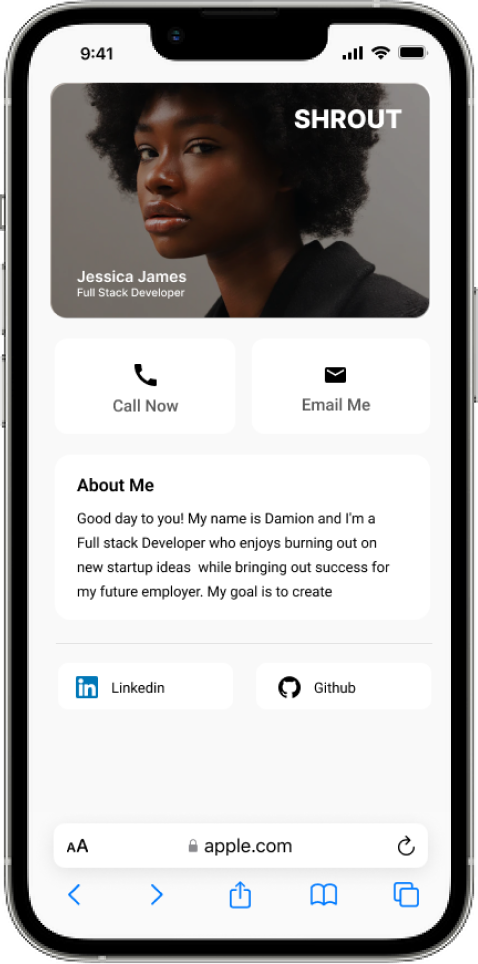 9:41
SHROUT
Jessica James
Full Stack Developer
Call Now
Email Me
About Me
Good day to you! My name is Damion and I'm a
Full stack Developer who enjoys burning out on
new startup ideas  while bringing out success for
my future employer. My goal is to create
Linkedin
Github
AA
apple.com